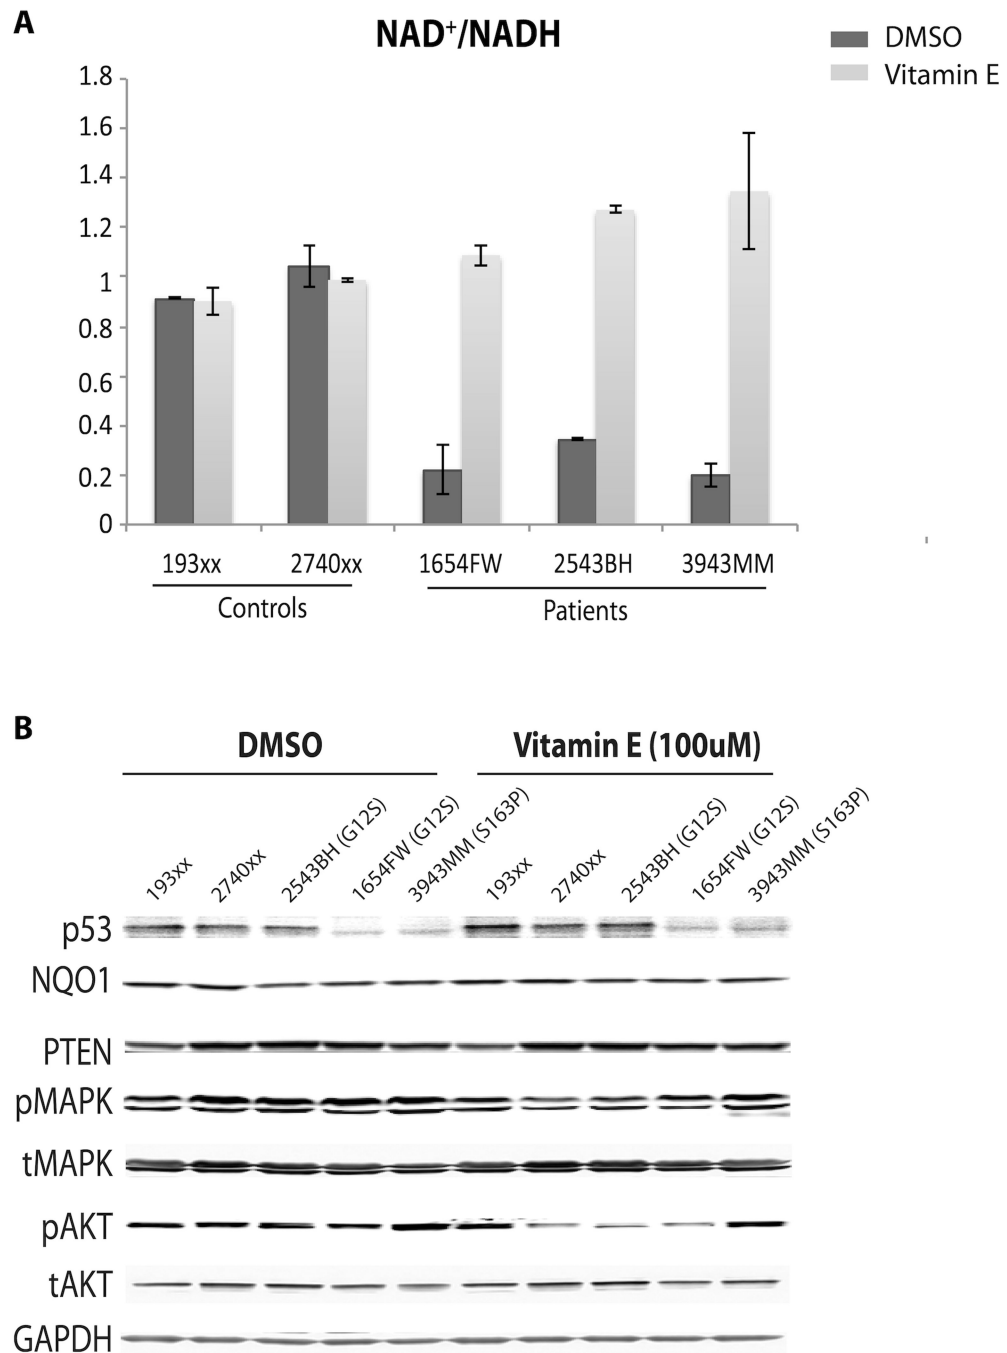 A
NAD⁺/NADH
DMSO
Vitamin E
1.8
1.6
1.4
1.2
1
0.8
0.6
0.4
0.2
0
193xx 2740xx 1654FW 2543BH 3943MM
Controls Patients
B
DMSO Vitamin E (100uM)
193xx 2740xx 2543BH (G12S) 1654FW (G12S) 3943MM (S163P) 193xx 2740xx 2543BH (G12S) 1654FW (G12S) 3943MM (S163P)
p53
NQO1
PTEN
pMAPK
tMAPK
pAKT
tAKT
GAPDH